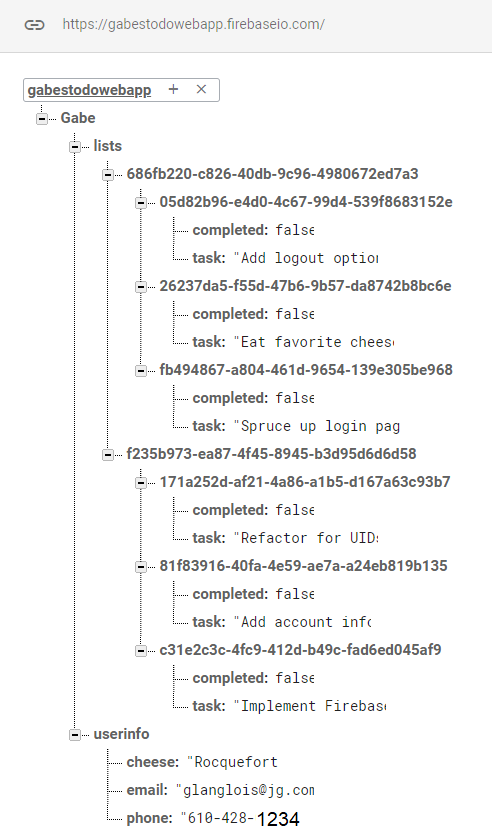 https://gabestodowebapp.firebaseio.com/
gabestodowebapp + ×
Gabe
lists
686fb220-c826-40db-9c96-4980672ed7a3
05d82b96-e4d0-4c67-99d4-539f8683152e
completed: false
task: "Add logout option
26237da5-f55d-47b6-9b57-da8742b8bc6e
completed: false
task: "Eat favorite cheese
fb494867-a804-461d-9654-139e305be968
completed: false
task: "Spruce up login pag
f235b973-ea87-4f45-8945-b3d95d6d6d58
171a252d-af21-4a86-a1b5-d167a63c93b7
completed: false
task: "Refactor for UIDs
81f83916-40fa-4e59-ae7a-a24eb819b135
completed: false
task: "Add account info
c31e2c3c-4fc9-412d-b49c-fad6ed045af9
completed: false
task: "Implement Firebase
userinfo
cheese: "Rocquefort
email: "glanglois@jg.com
phone: "610-428-1234